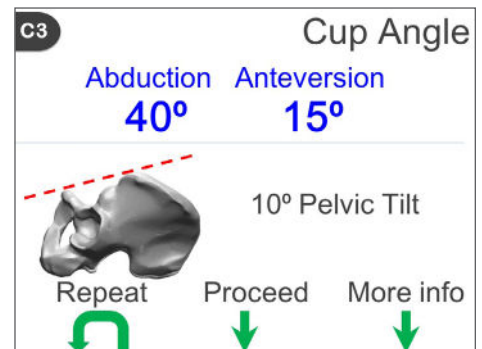 C3
Cup Angle
Abduction Anteversion
40º 15º
10º Pelvic Tilt
Repeat Proceed More info